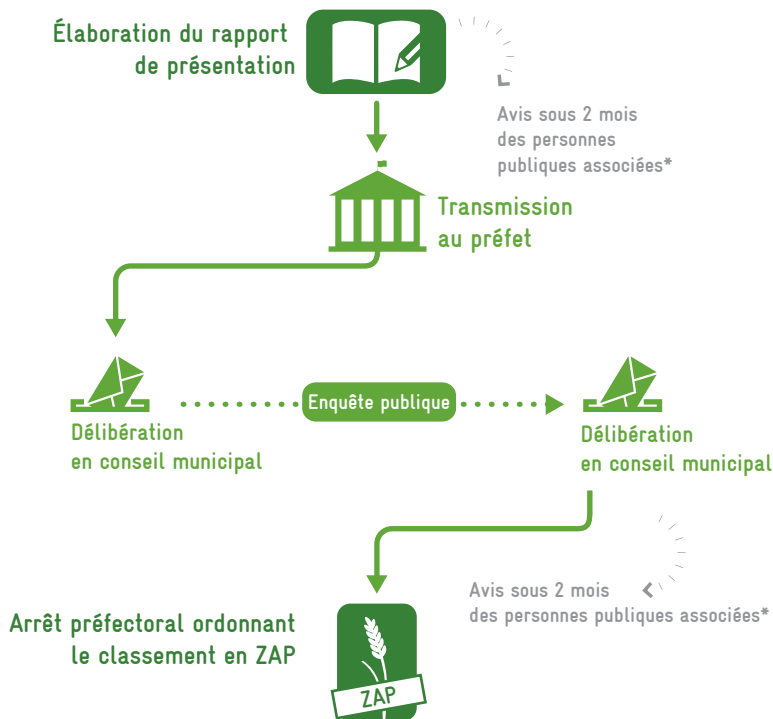 Élaboration du rapport
de présentation
Avis sous 2 mois
des personnes
publiques associées*
Transmission
au préfet
Enquête publique
Délibération
en conseil municipal
Délibération
en conseil municipal
Avis sous 2 mois
des personnes publiques associées*
Arrêt préfectoral ordonnant
le classement en ZAP
ZAP